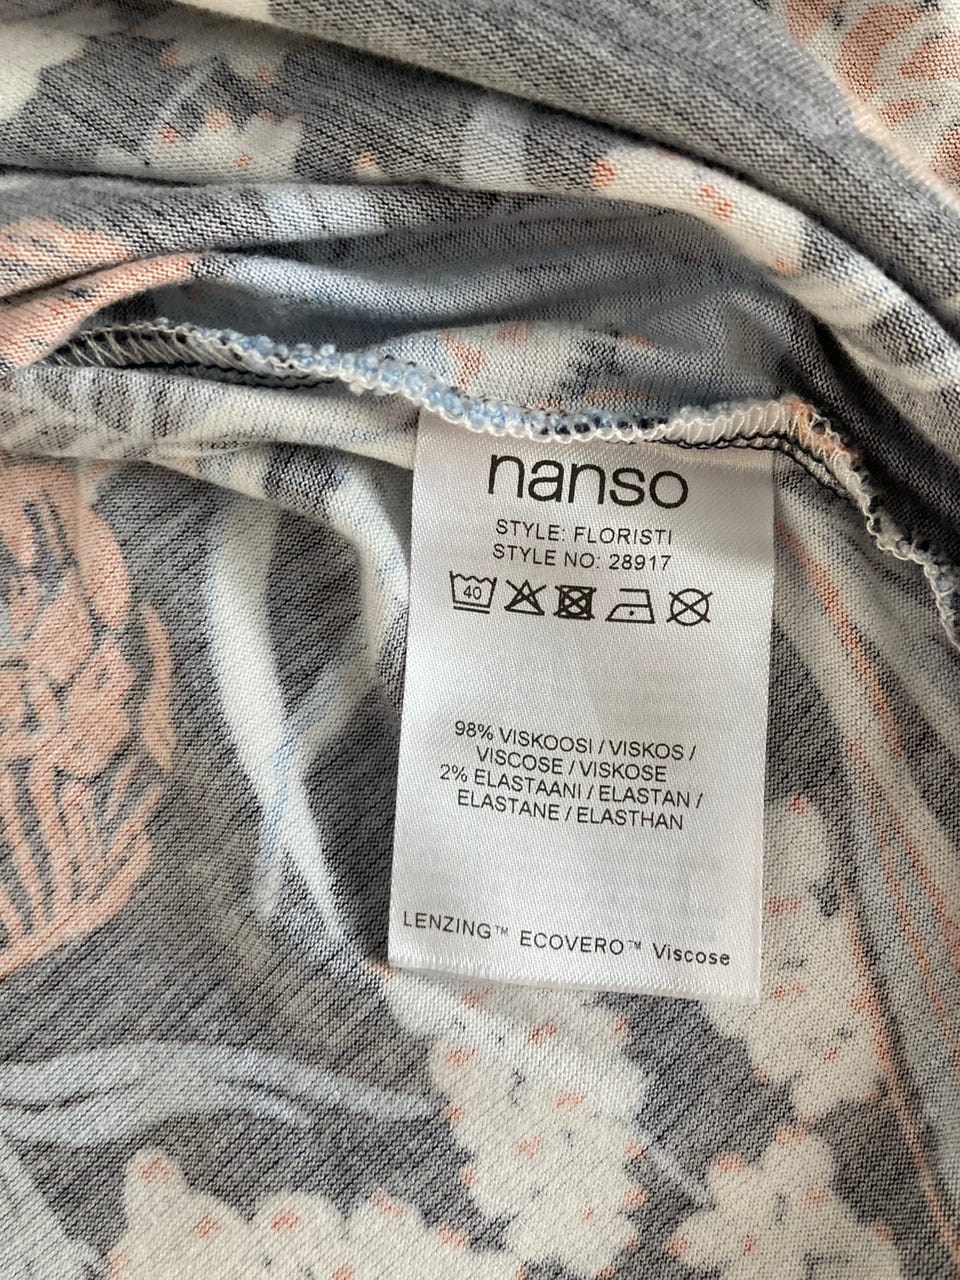 nanso
STYLE: FLORISTI
STYLE NO: 28917
40
98% VISKOOSI / VISKOS /
VISCOSE / VISKOSE
2% ELASTAANI / ELASTAN /
ELASTANE / ELASTHAN
LENZING™ ECOVERO™ Viscose